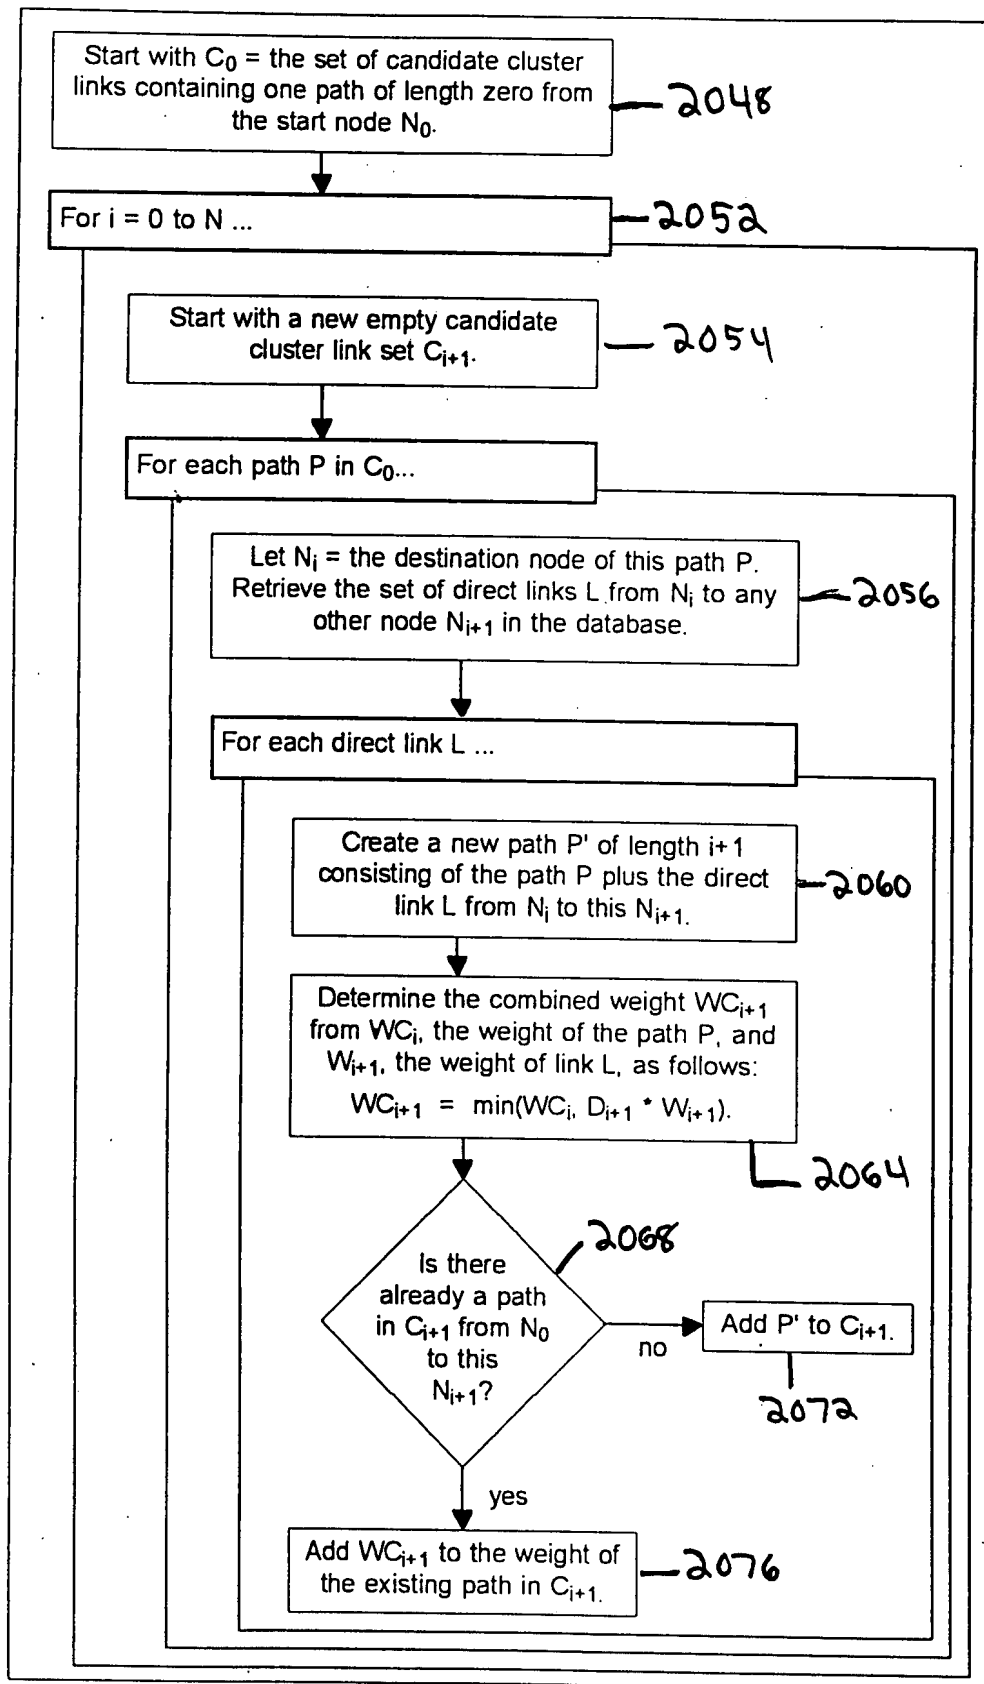 Start with C₀ = the set of candidate cluster
links containing one path of length zero from
the start node N₀.
2048
For i = 0 to N ...
2052
Start with a new empty candidate
cluster link set Cᵢ₊₁.
2054
For each path P in C₀...
Let Nᵢ = the destination node of this path P.
Retrieve the set of direct links L from Nᵢ to any
other node Nᵢ₊₁ in the database.
2056
For each direct link L ...
Create a new path P' of length i+1
consisting of the path P plus the direct
link L from Nᵢ to this Nᵢ₊₁.
2060
Determine the combined weight WCᵢ₊₁
from WCᵢ, the weight of the path P, and
Wᵢ₊₁, the weight of link L, as follows:
WCᵢ₊₁ = min(WCᵢ, Dᵢ₊₁ * Wᵢ₊₁).
2064
2068
Is there
already a path
in Cᵢ₊₁ from N₀
to this
Nᵢ₊₁?
no
Add P' to Cᵢ₊₁.
2072
yes
Add WCᵢ₊₁ to the weight of
the existing path in Cᵢ₊₁.
2076